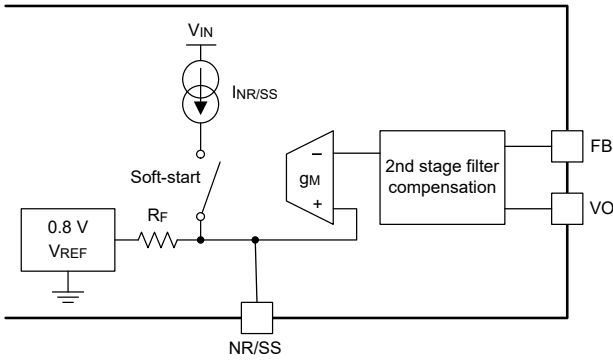 VIN
INR/SS
Soft-start
gM
−
+
2nd stage filter
compensation
FB
VO
RF
0.8 V
VREF
NR/SS